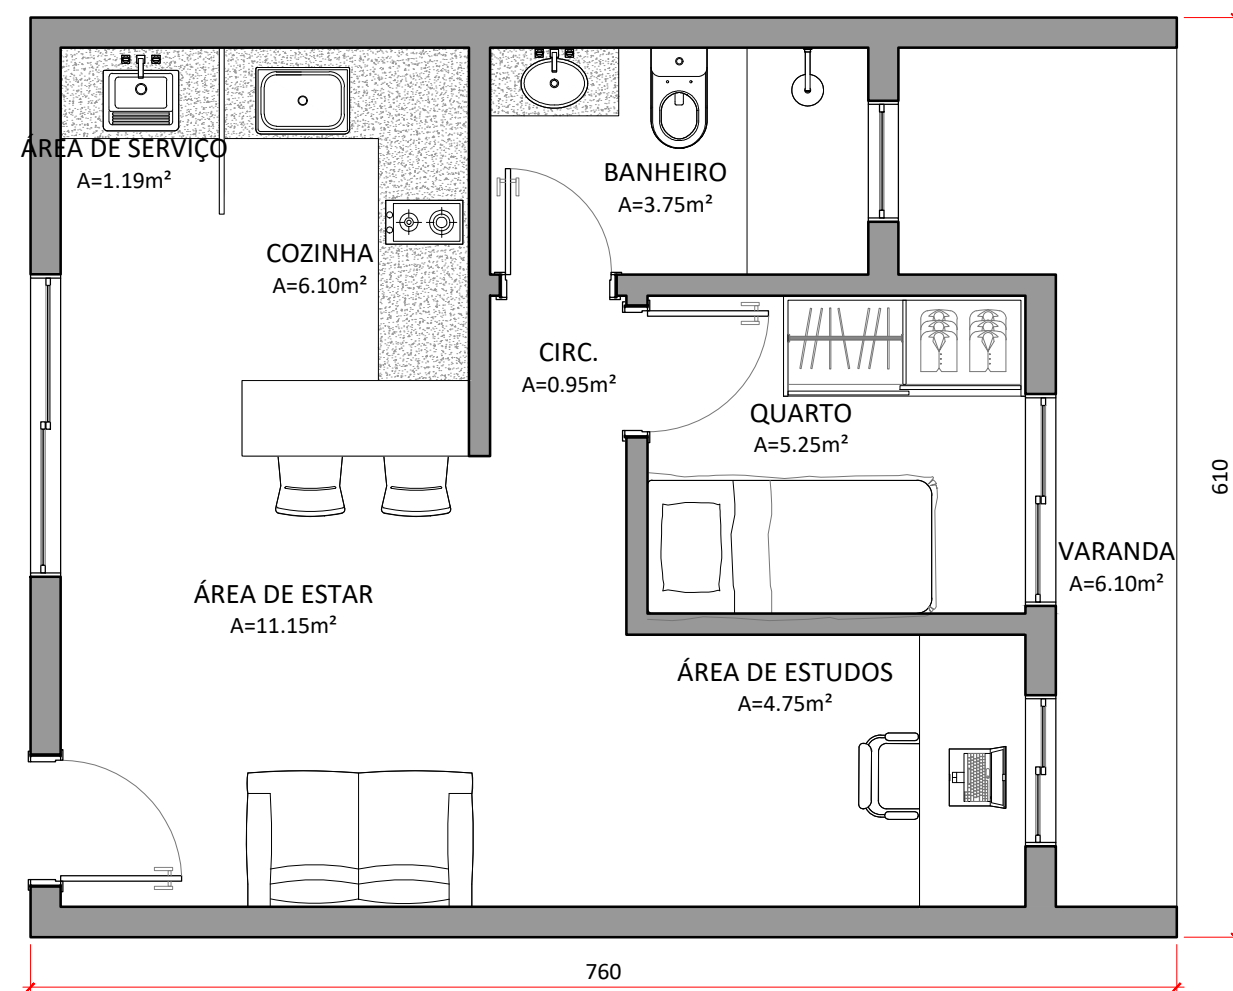 ÁREA DE SERVIÇO
A=1.19m²
COZINHA
A=6.10m²
BANHEIRO
A=3.75m²
CIRC.
A=0.95m²
QUARTO
A=5.25m²
VARANDA
A=6.10m²
ÁREA DE ESTAR
A=11.15m²
ÁREA DE ESTUDOS
A=4.75m²
610
760